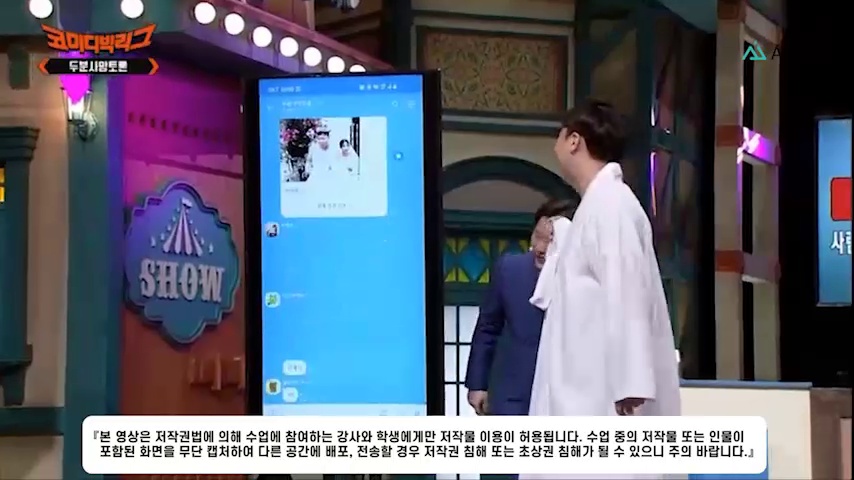 코미디빅리그
두분사망토론
SHOW
『본 영상은 저작권법에 의해 수업에 참여하는 강사와 학생에게만 저작물 이용이 허용됩니다. 수업 중의 저작물 또는 인물이
포함된 화면을 무단 캡처하여 다른 공간에 배포, 전송할 경우 저작권 침해 또는 초상권 침해가 될 수 있으니 주의 바랍니다.』